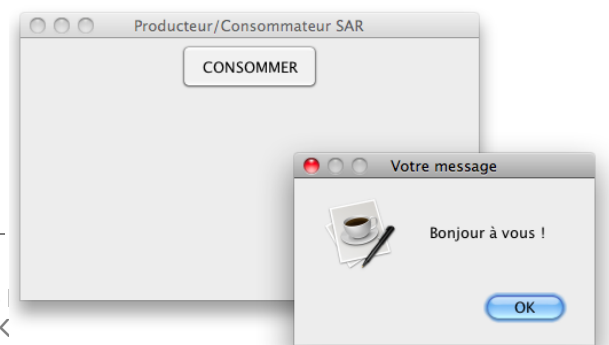 Producteur/Consommateur SAR
CONSOMMER
Votre message
Bonjour à vous !
OK